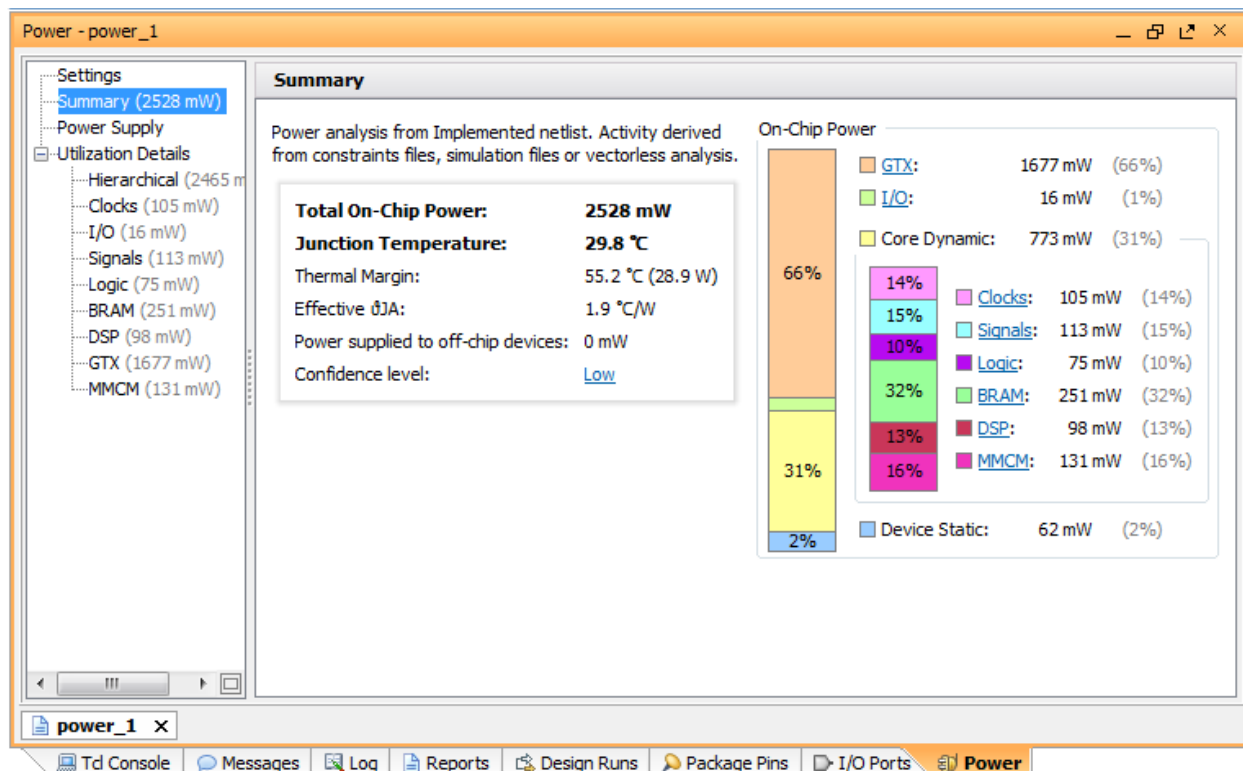 Power - power_1
Settings
Summary (2528 mW)
Power Supply
Utilization Details
Hierarchical (2465 m
Clocks (105 mW)
I/O (16 mW)
Signals (113 mW)
Logic (75 mW)
BRAM (251 mW)
DSP (98 mW)
GTX (1677 mW)
MMCM (131 mW)
Summary
Power analysis from Implemented netlist. Activity derived
from constraints files, simulation files or vectorless analysis.
Total On-Chip Power: 2528 mW
Junction Temperature: 29.8 °C
Thermal Margin: 55.2 °C (28.9 W)
Effective ϑJA: 1.9 °C/W
Power supplied to off-chip devices: 0 mW
Confidence level: Low
On-Chip Power
66%
31%
2%
GTX: 1677 mW (66%)
I/O: 16 mW (1%)
Core Dynamic: 773 mW (31%)
14%
15%
10%
32%
13%
16%
Clocks: 105 mW (14%)
Signals: 113 mW (15%)
Logic: 75 mW (10%)
BRAM: 251 mW (32%)
DSP: 98 mW (13%)
MMCM: 131 mW (16%)
Device Static: 62 mW (2%)
power_1
Tcl Console Messages Log Reports Design Runs Package Pins I/O Ports Power